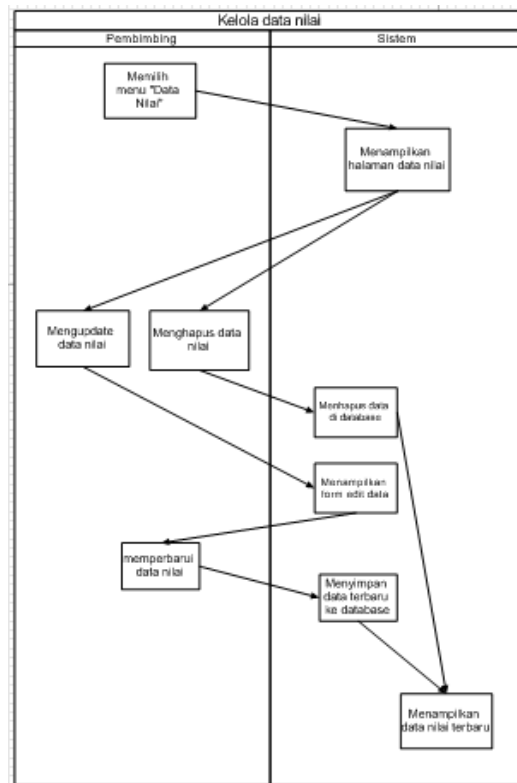 Kelola data nilai
Pembimbing
Sistem
Memilih
menu "Data
Nilai"
Menampilkan
halaman data nilai
Mengupdate
data nilai
Menghapus data
nilai
Menhapus data
di database
Menampilkan
form edit data
memperbarui
data nilai
Menyimpan
data terbaru
ke database
Menampilkan
data nilai terbaru